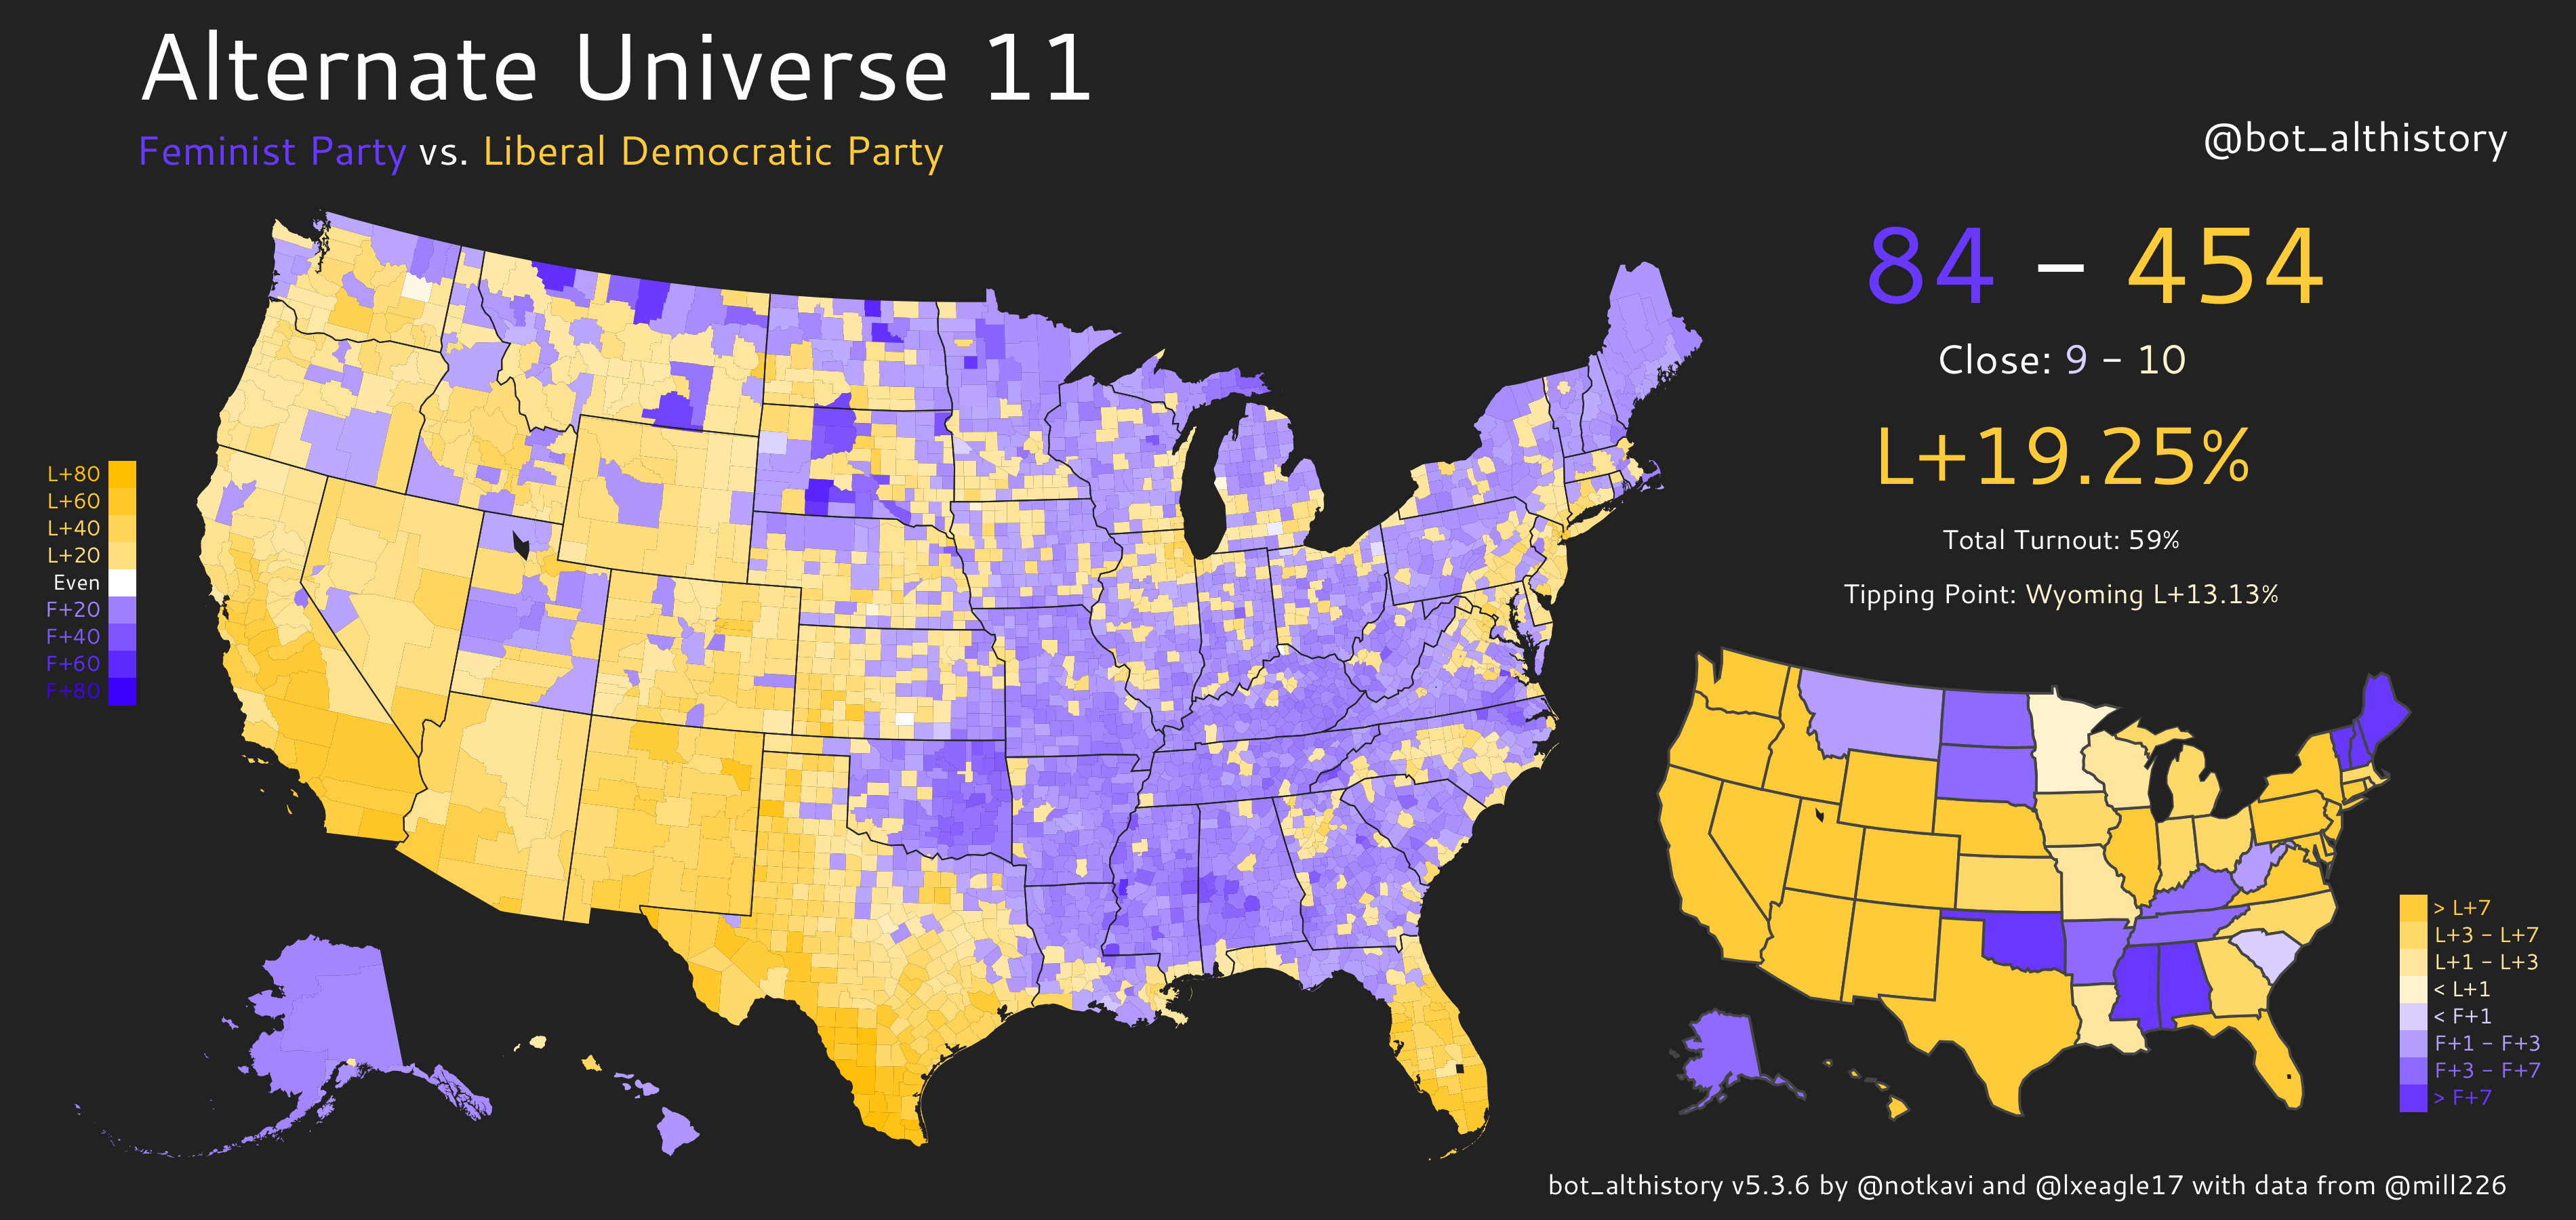 Alternate Universe 11
Feminist Party vs. Liberal Democratic Party
@bot_althistory
84 – 454
Close: 9 – 10
L+19.25%
Total Turnout: 59%
Tipping Point: Wyoming L+13.13%
L+80
L+60
L+40
L+20
Even
F+20
F+40
F+60
F+80
> L+7
L+3 – L+7
L+1 – L+3
< L+1
< F+1
F+1 – F+3
F+3 – F+7
> F+7
bot_althistory v5.3.6 by @notkavi and @lxeagle17 with data from @mill226